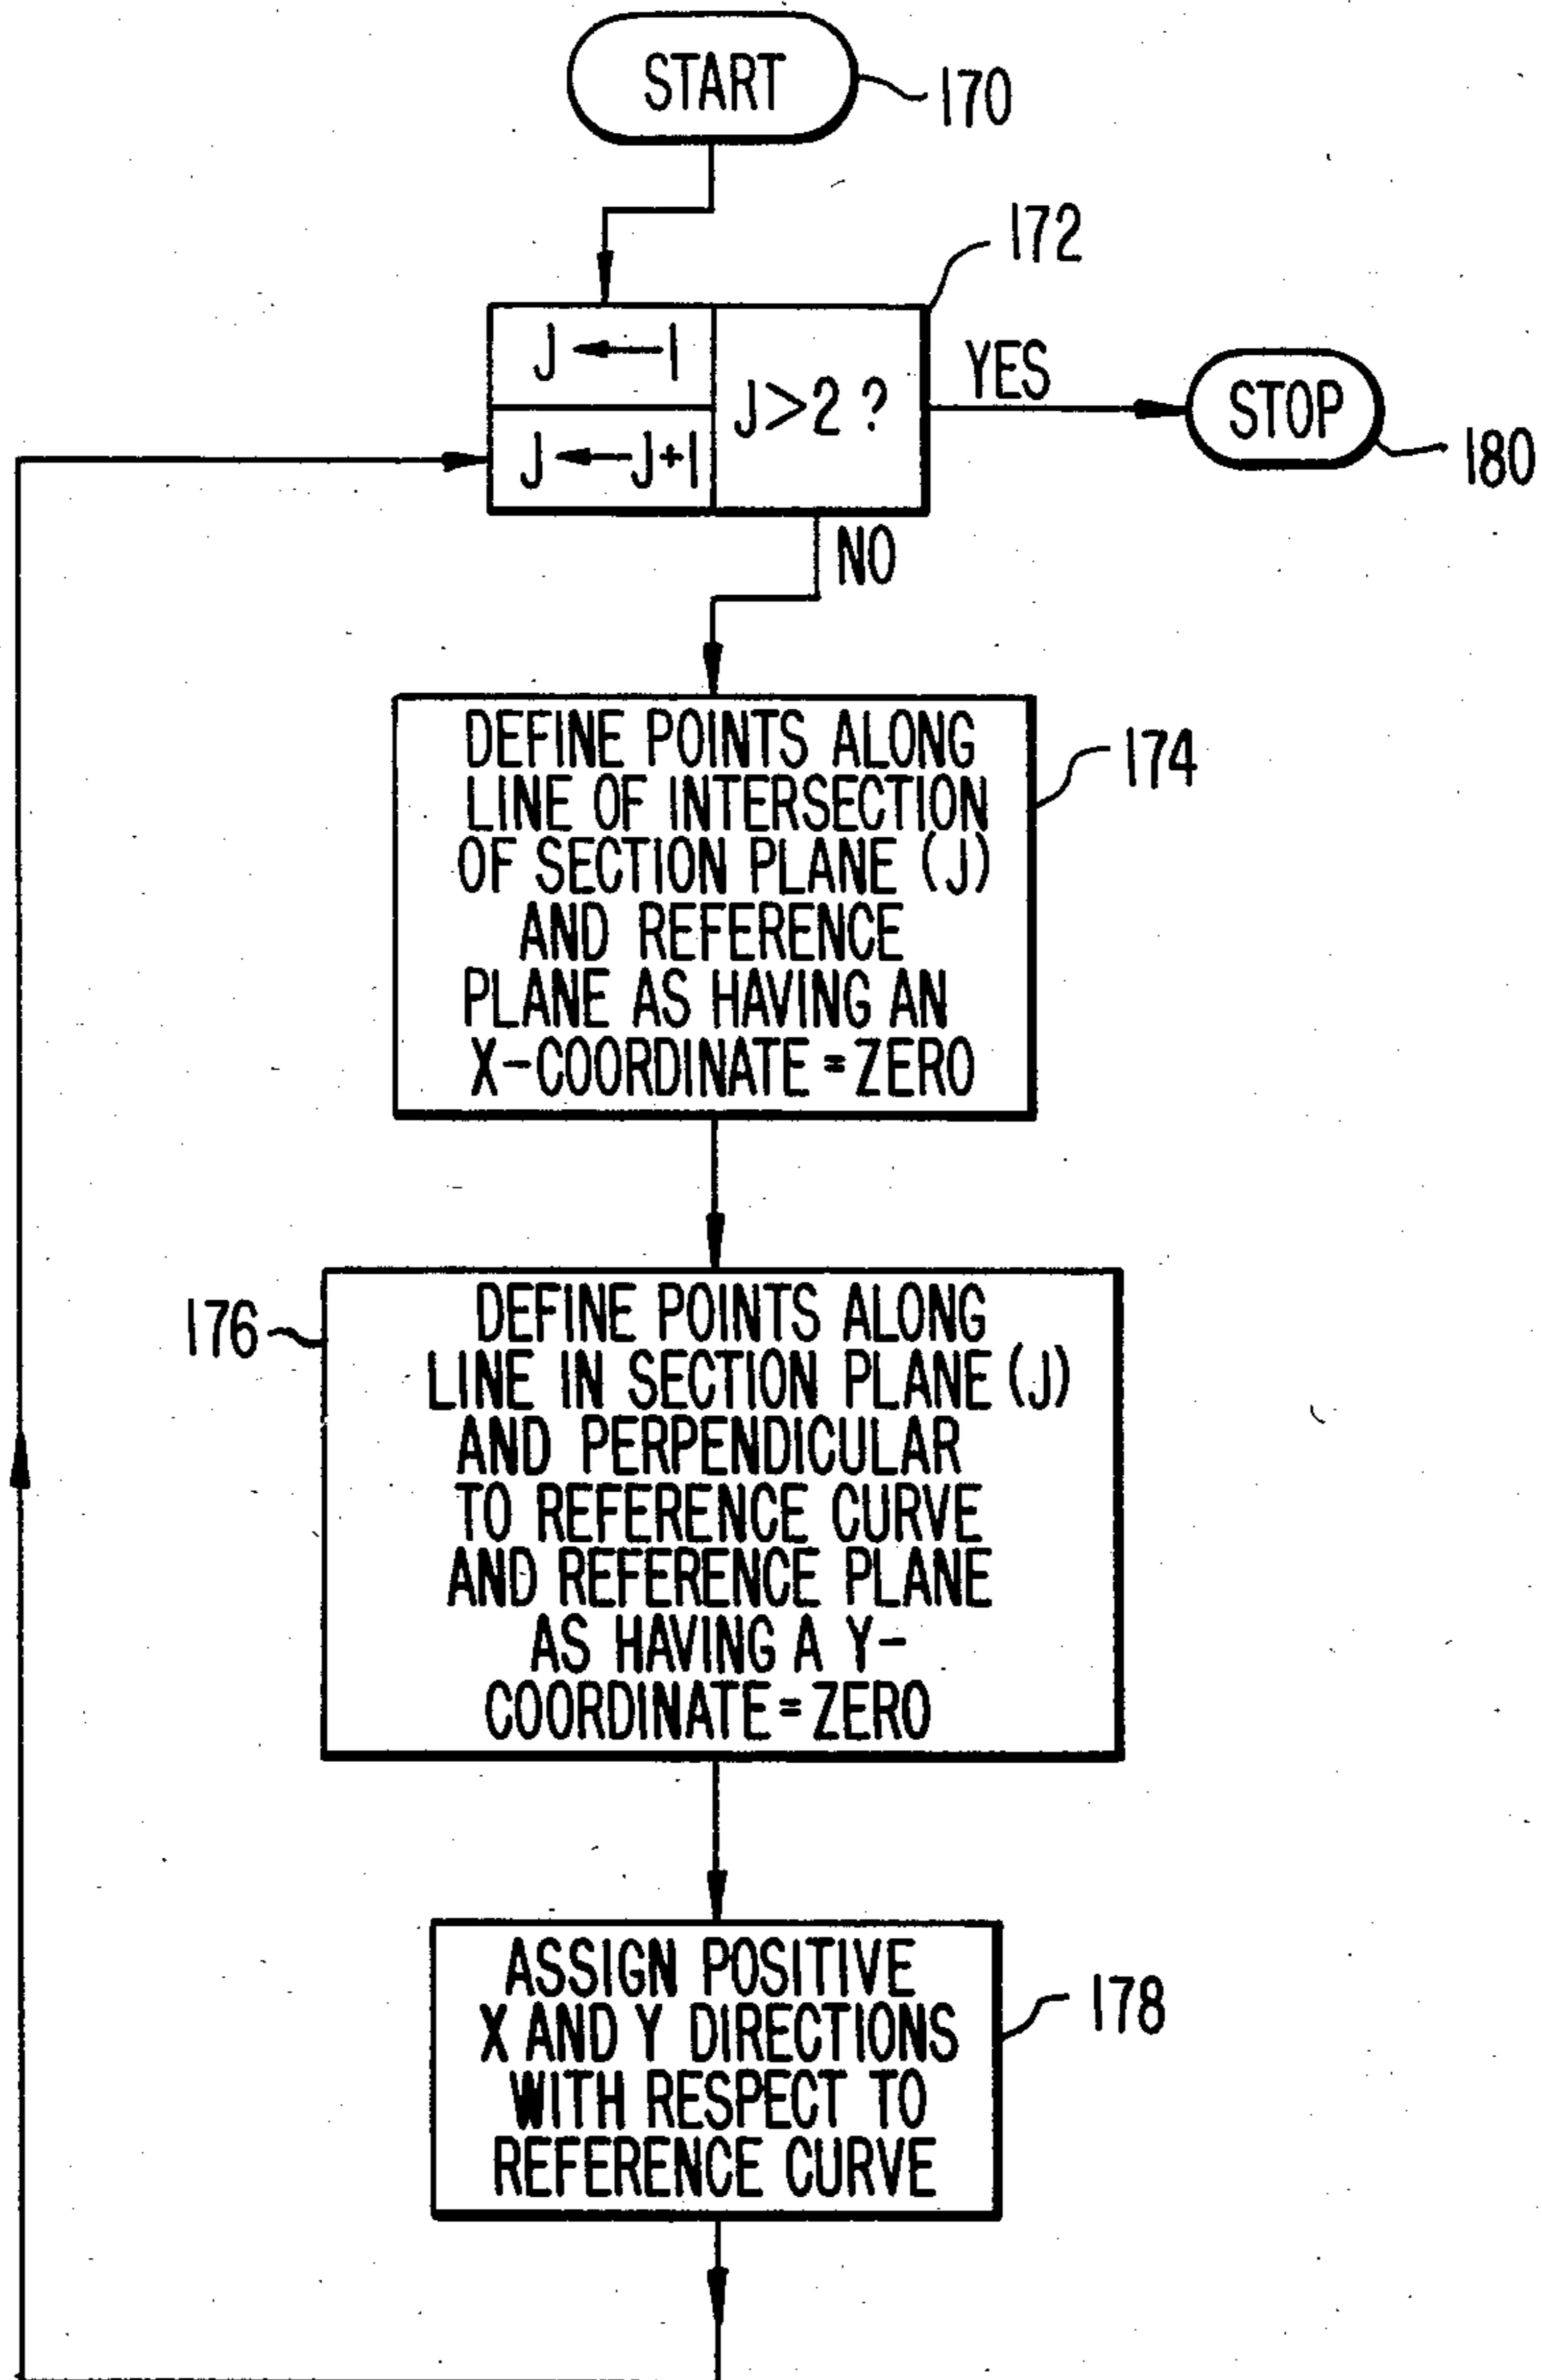 START
170
172
J ← 1
J > 2 ?
YES
STOP
180
J ← J+1
NO
DEFINE POINTS ALONG
LINE OF INTERSECTION
OF SECTION PLANE (J)
AND REFERENCE
PLANE AS HAVING AN
X-COORDINATE = ZERO
174
176
DEFINE POINTS ALONG
LINE IN SECTION PLANE (J)
AND PERPENDICULAR
TO REFERENCE CURVE
AND REFERENCE PLANE
AS HAVING A Y-
COORDINATE = ZERO
ASSIGN POSITIVE
X AND Y DIRECTIONS
WITH RESPECT TO
REFERENCE CURVE
178